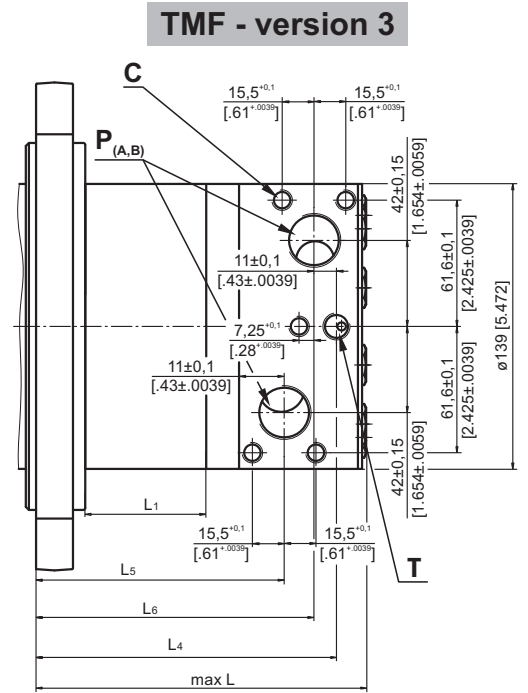 TMF - version 3
C
15,5+0,1
[.61+.0039]
15,5+0,1
[.61+.0039]
P(A,B)
42±0,15
[1.654±.0059]
11±0,1
[.43±.0039]
61,6±0,1
[2.425±.0039]
7,25+0,1
[.28+.0039]
ø139 [5.472]
11±0,1
[.43±.0039]
61,6±0,1
[2.425±.0039]
42±0,15
[1.654±.0059]
L1
15,5+0,1
[.61+.0039]
15,5+0,1
[.61+.0039]
T
L5
L6
L4
max L